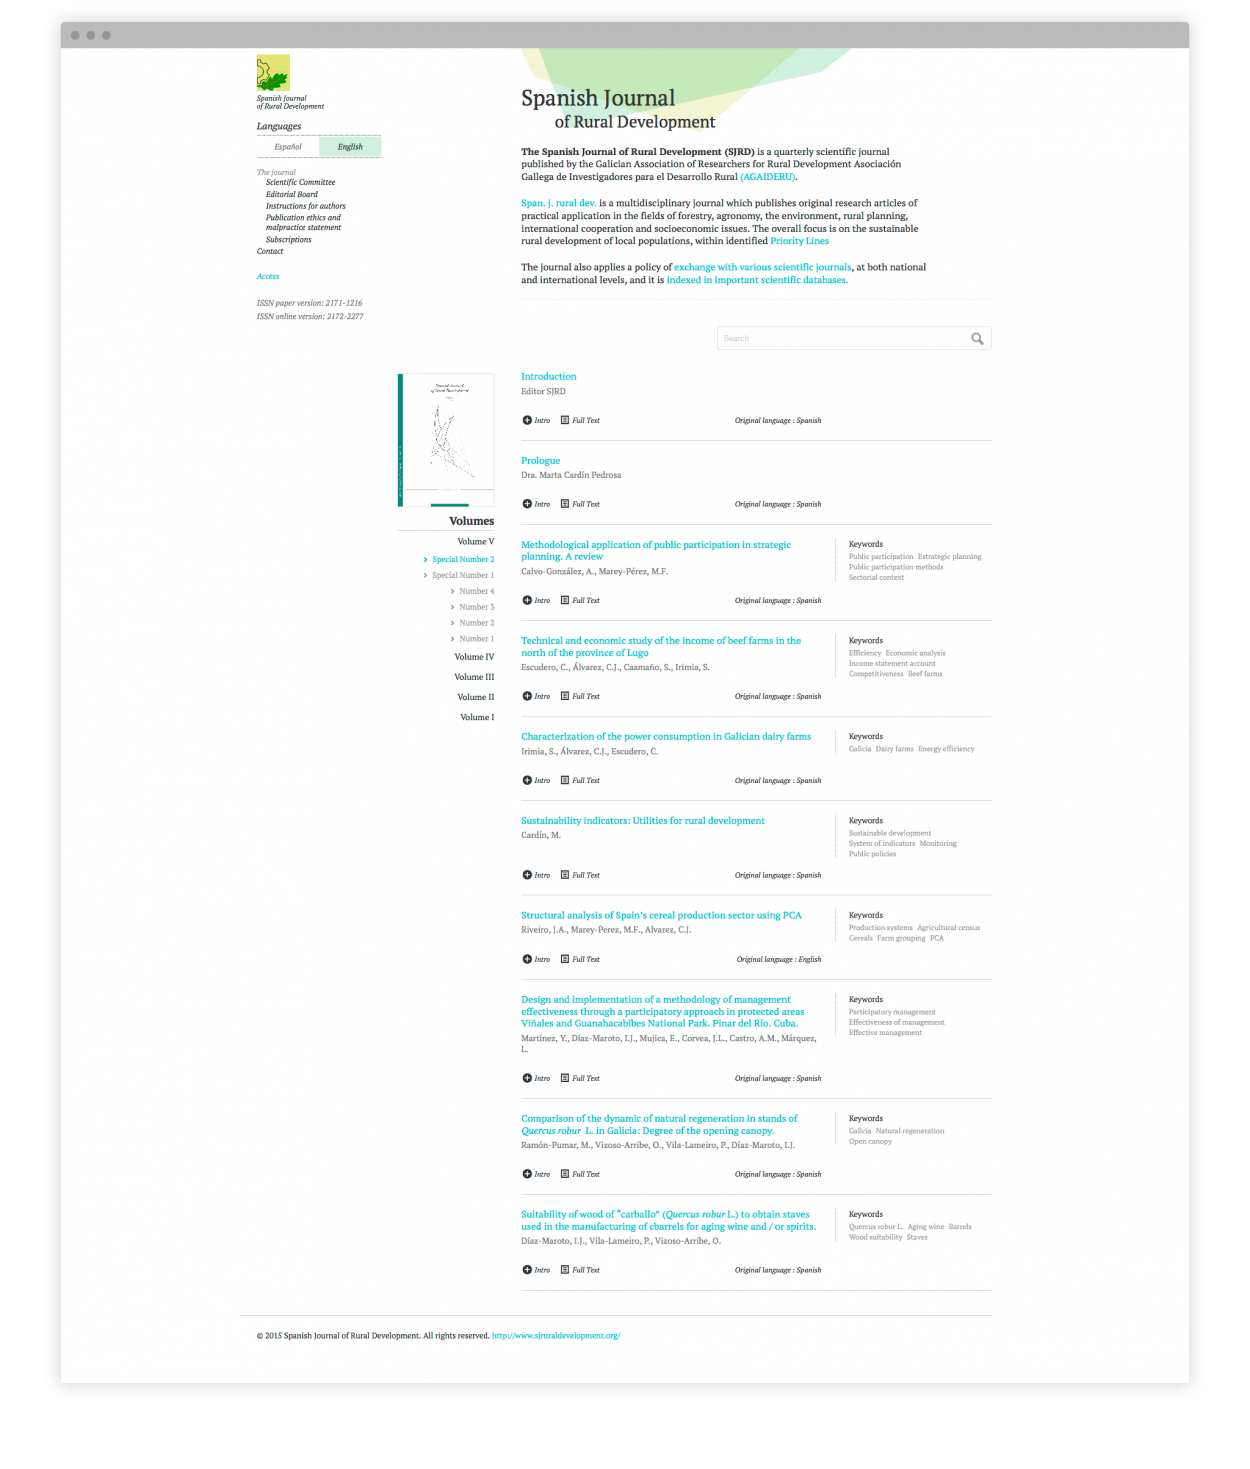 Spanish Journal
of Rural Development
Languages
Español English
The journal
Scientific Committee
Editorial Board
Instructions for authors
Publication ethics and
malpractice statement
Subscriptions
Contact
Access
ISSN paper version: 2171-1216
ISSN online version: 2172-2277
Spanish Journal
of Rural Development
The Spanish Journal of Rural Development (SJRD) is a quarterly scientific journal
published by the Galician Association of Researchers for Rural Development Asociación
Gallega de Investigadores para el Desarrollo Rural (AGAIDERU).
Span. j. rural dev. is a multidisciplinary journal which publishes original research articles of
practical application in the fields of forestry, agronomy, the environment, rural planning,
international cooperation and socioeconomic issues. The overall focus is on the sustainable
rural development of local populations, within identified Priority Lines
The journal also applies a policy of exchange with various scientific journals, at both national
and international levels, and it is indexed in important scientific databases.
Search
Spanish Journal
of Rural Development
Volumes
Volume V
Special Number 2
Special Number 1
Number 4
Number 3
Number 2
Number 1
Volume IV
Volume III
Volume II
Volume I
Introduction
Editor SJRD
Intro Full Text Original language : Spanish
Prologue
Dra. Marta Cardín Pedrosa
Intro Full Text Original language : Spanish
Methodological application of public participation in strategic
planning. A review
Calvo-González, A., Marey-Pérez, M.F.
Intro Full Text Original language : Spanish
Keywords
Public participation Estrategic planning
Public participation methods
Sectorial context
Technical and economic study of the income of beef farms in the
north of the province of Lugo
Escudero, C., Álvarez, C.J., Caamaño, S., Irimia, S.
Intro Full Text Original language : Spanish
Keywords
Efficiency Economic analysis
Income statement account
Competitiveness Beef farms
Characterization of the power consumption in Galician dairy farms
Irimia, S., Álvarez, C.J., Escudero, C.
Intro Full Text Original language : Spanish
Keywords
Galicia Dairy farms Energy efficiency
Sustainability indicators: Utilities for rural development
Cardín, M.
Intro Full Text Original language : Spanish
Keywords
Sustainable development
System of indicators Monitoring
Public policies
Structural analysis of Spain's cereal production sector using PCA
Riveiro, J.A., Marey-Perez, M.F., Alvarez, C.J.
Intro Full Text Original language : English
Keywords
Production systems Agricultural census
Cereals Farm grouping PCA
Design and implementation of a methodology of management
effectiveness through a participatory approach in protected areas
Viñales and Guanahacabibes National Park. Pinar del Río. Cuba.
Martínez, Y., Díaz-Maroto, I.J., Mujica, E., Corvea, J.L., Castro, A.M., Márquez,
L.
Intro Full Text Original language : Spanish
Keywords
Participatory management
Effectiveness of management
Effective management
Comparison of the dynamic of natural regeneration in stands of
Quercus robur L. in Galicia: Degree of the opening canopy.
Ramón-Pumar, M., Vizoso-Arribe, O., Vila-Lameiro, P., Díaz-Maroto, I.J.
Intro Full Text Original language : Spanish
Keywords
Galicia Natural regeneration
Open canopy
Suitability of wood of “carballo” (Quercus robur L.) to obtain staves
used in the manufacturing of cbarrels for aging wine and / or spirits.
Díaz-Maroto, I.J., Vila-Lameiro, P., Vizoso-Arribe, O.
Intro Full Text Original language : Spanish
Keywords
Quercus robur L. Aging wine Barrels
Wood suitability Staves
© 2015 Spanish Journal of Rural Development. All rights reserved. http://www.sjruraldevelopment.org/